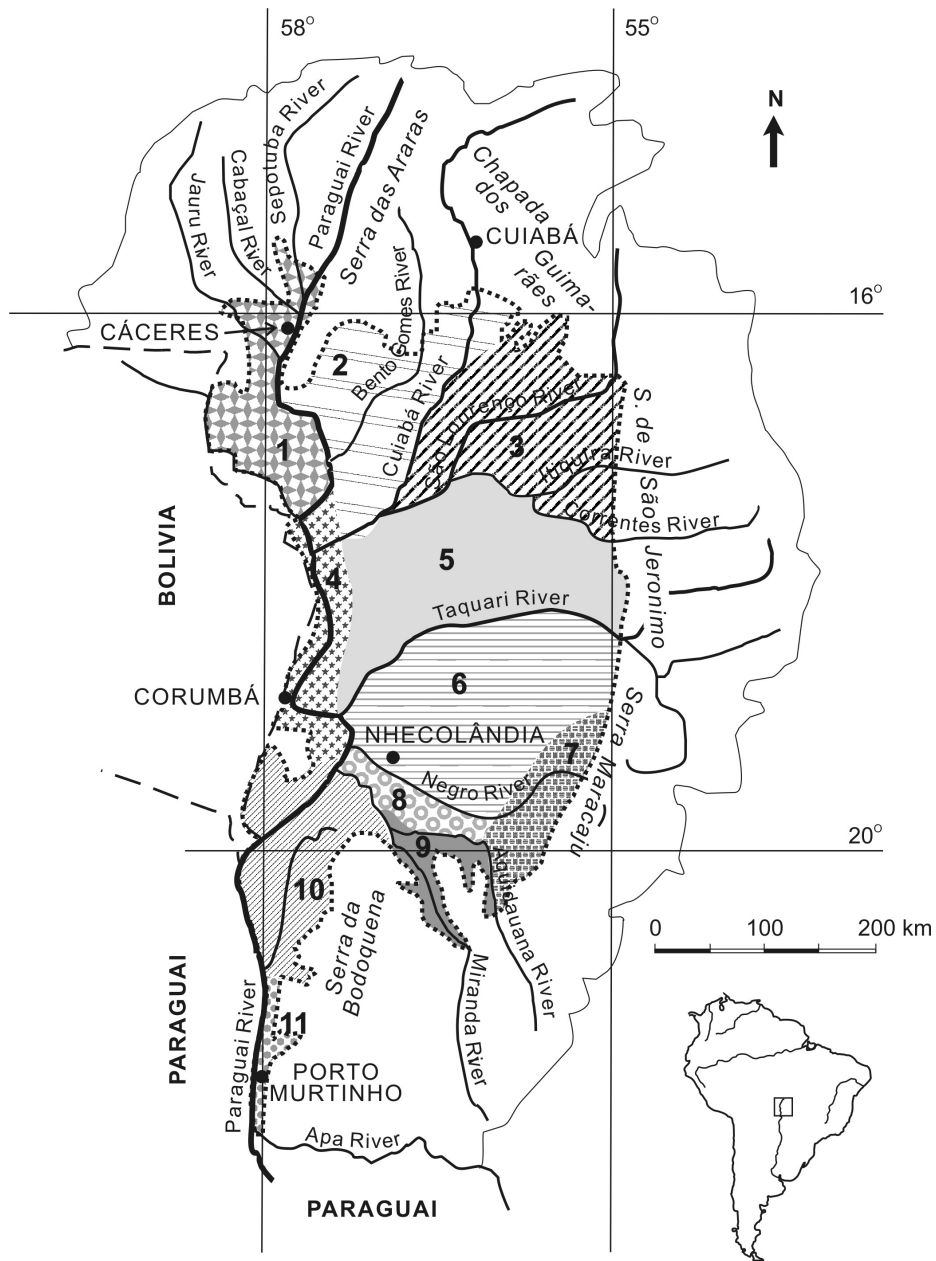 58°
55°
N
Sepotuba River
Paraguai River
Cabaçal River
Jauru River
Serra das Araras
Chapada
dos
Guima-
rães
CUIABÁ
16°
CÁCERES
2
Bento Gomes River
Cuiabá River
São Lourenço River
3
S. de São Jeronimo
Itiquira River
1
Correntes River
BOLIVIA
4
5
Taquari River
CORUMBÁ
6
NHECOLÂNDIA
7
Serra Maracaju
Negro River
8
9
20°
Aquidauana River
10
Serra da
Bodoquena
0 100 200 km
PARAGUAI
Paraguai River
11
Miranda River
PORTO
MURTINHO
Apa River
PARAGUAI